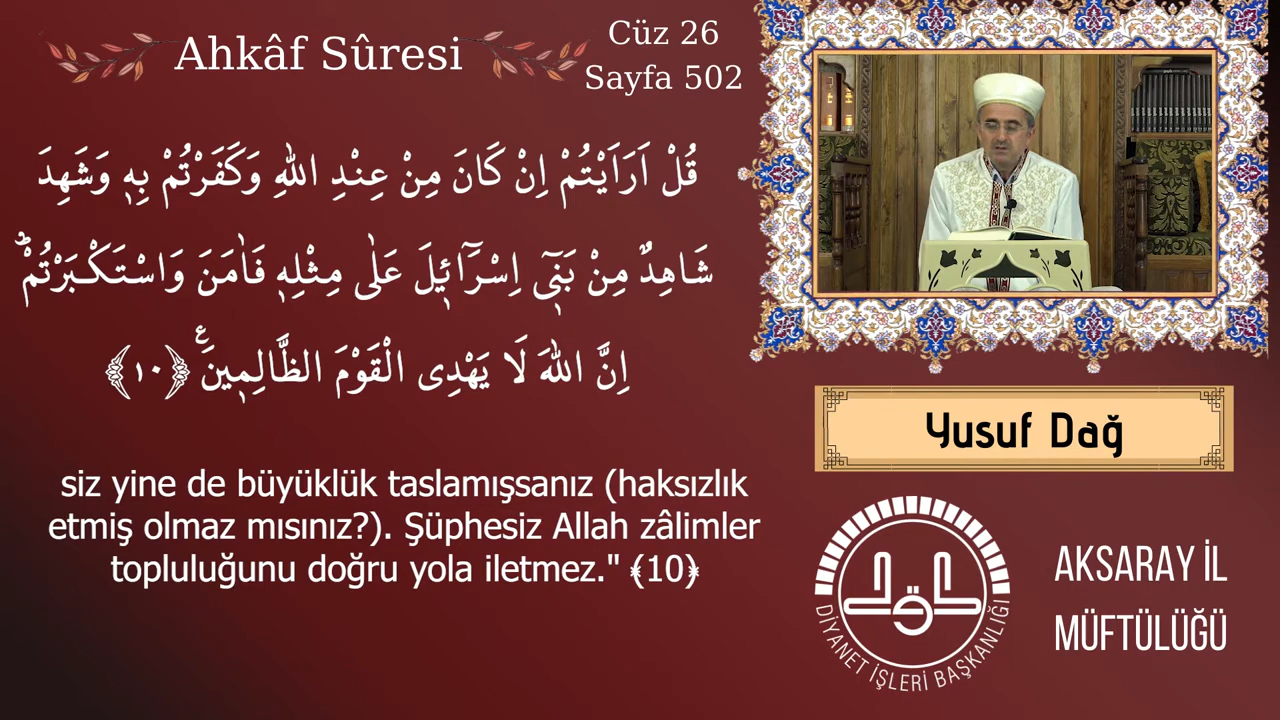 Ahkâf Sûresi
Cüz 26
Sayfa 502
قُلْ اَرَاَيْتُمْ اِنْ كَانَ مِنْ عِنْدِ اللّٰهِ وَكَفَرْتُمْ بِه۪ وَشَهِدَ
شَاهِدٌ مِنْ بَن۪ٓي اِسْرَٓائ۪يلَ عَلٰى مِثْلِه۪ فَاٰمَنَ وَاسْتَكْبَرْتُمْۜ
اِنَّ اللّٰهَ لَا يَهْدِى الْقَوْمَ الظَّالِم۪ينَ۟ ﴿١٠﴾
siz yine de büyüklük taslamışsanız (haksızlık
etmiş olmaz mısınız?). Şüphesiz Allah zâlimler
topluluğunu doğru yola iletmez." ﴾10﴿
Yusuf Dağ
DİYANET İŞLERİ BAŞKANLIĞI
AKSARAY İL
MÜFTÜLÜĞÜ